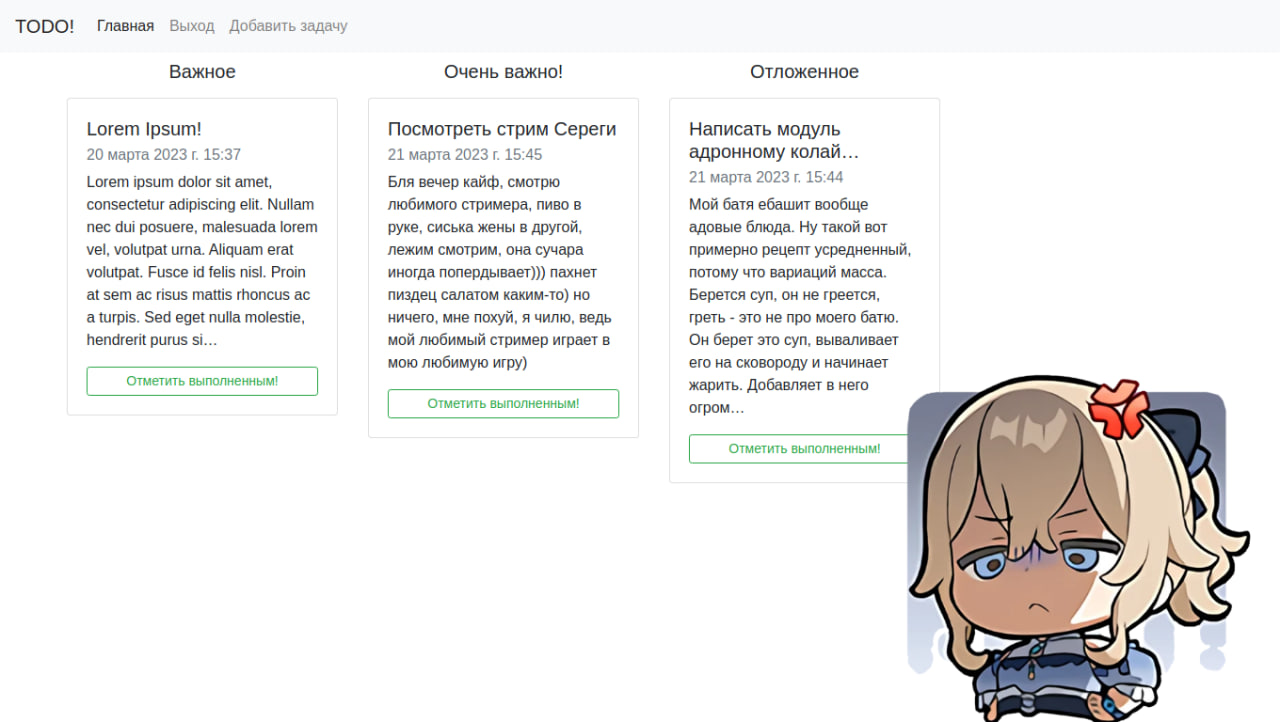 TODO! Главная Выход Добавить задачу
Важное
Lorem Ipsum!
20 марта 2023 г. 15:37
Lorem ipsum dolor sit amet,
consectetur adipiscing elit. Nullam
nec dui posuere, malesuada lorem
vel, volutpat urna. Aliquam erat
volutpat. Fusce id felis nisl. Proin
at sem ac risus mattis rhoncus ac
a turpis. Sed eget nulla molestie,
hendrerit purus si…
Отметить выполненным!
Очень важно!
Посмотреть стрим Сереги
21 марта 2023 г. 15:45
Бля вечер кайф, смотрю
любимого стримера, пиво в
руке, сиська жены в другой,
лежим смотрим, она сучара
иногда попердывает))) пахнет
пиздец салатом каким-то) но
ничего, мне похуй, я чилю, ведь
мой любимый стример играет в
мою любимую игру)
Отметить выполненным!
Отложенное
Написать модуль
адронному колай…
21 марта 2023 г. 15:44
Мой батя ебашит вообще
адовые блюда. Ну такой вот
примерно рецепт усредненный,
потому что вариаций масса.
Берется суп, он не греется,
греть - это не про моего батю.
Он берет это суп, вываливает
его на сковороду и начинает
жарить. Добавляет в него
огром…
Отметить выполненным!